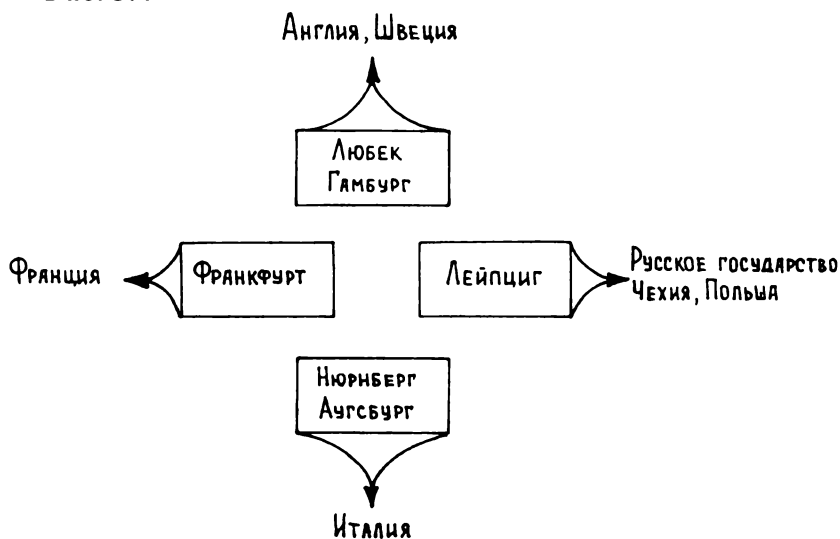 Англия, Швеция
Любек
Гамбург
Франция
Франкфурт
Лейпциг
Русское государство
Чехия, Польша
Нюрнберг
Аугсбург
Италия